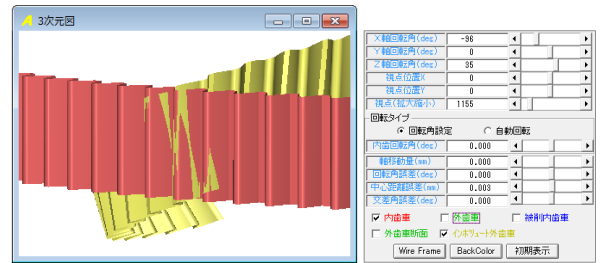 3次元図
X軸回転角(deg) -96
Y軸回転角(deg) 0
Z軸回転角(deg) 35
視点位置X 0
視点位置Y 0
視点(拡大縮小) 1155
回転タイプ
回転角設定 自動回転
内歯回転角(deg) 0.000
軸移動量(mm) 0.000
回転角誤差(deg) 0.000
中心距離誤差(mm) 0.003
交差角誤差(deg) 0.000
内歯車 外歯車 被削内歯車
外歯車断面 インボリュート外歯車
Wire Frame BackColor 初期表示